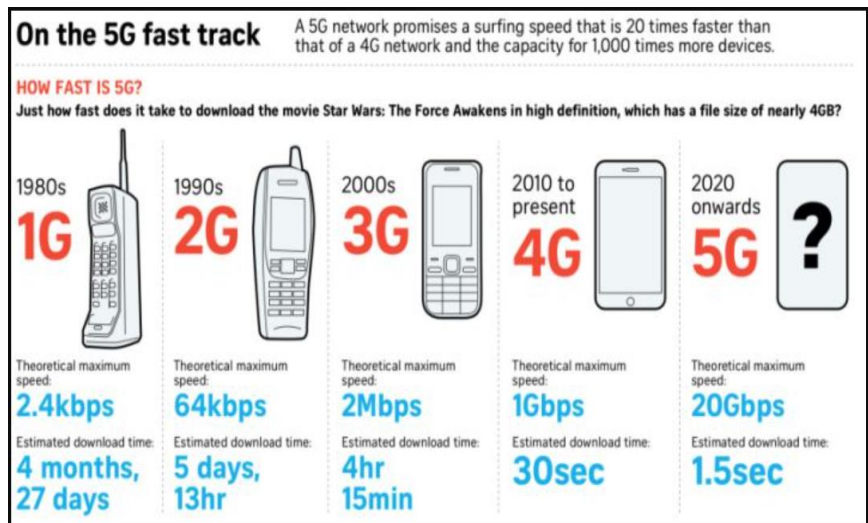 On the 5G fast track
A 5G network promises a surfing speed that is 20 times faster than
that of a 4G network and the capacity for 1,000 times more devices.
HOW FAST IS 5G?
Just how fast does it take to download the movie Star Wars: The Force Awakens in high definition, which has a file size of nearly 4GB?
1980s
1G
Theoretical maximum
speed:
2.4kbps
Estimated download time:
4 months,
27 days
1990s
2G
Theoretical maximum
speed:
64kbps
Estimated download time:
5 days,
13hr
2000s
3G
Theoretical maximum
speed:
2Mbps
Estimated download time:
4hr
15min
2010 to
present
4G
Theoretical maximum
speed:
1Gbps
Estimated download time:
30sec
2020
onwards
5G
?
Theoretical maximum
speed:
20Gbps
Estimated download time:
1.5sec